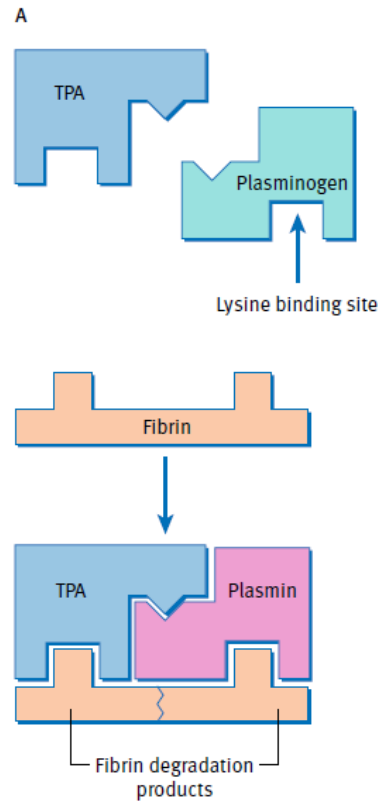 A
TPA
Plasminogen
Lysine binding site
Fibrin
TPA
Plasmin
Fibrin degradation
products